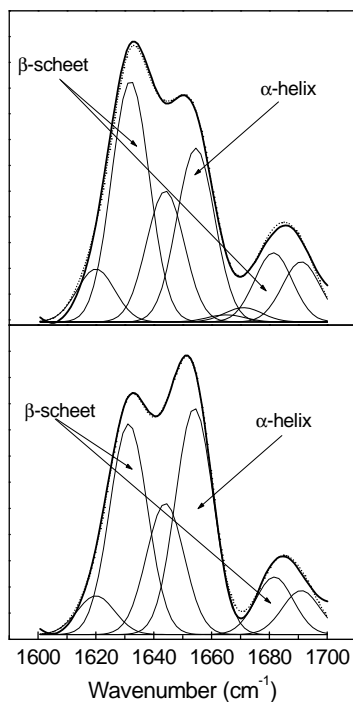 β-scheet
α-helix
β-scheet
α-helix
1600 1620 1640 1660 1680 1700
Wavenumber (cm⁻¹)